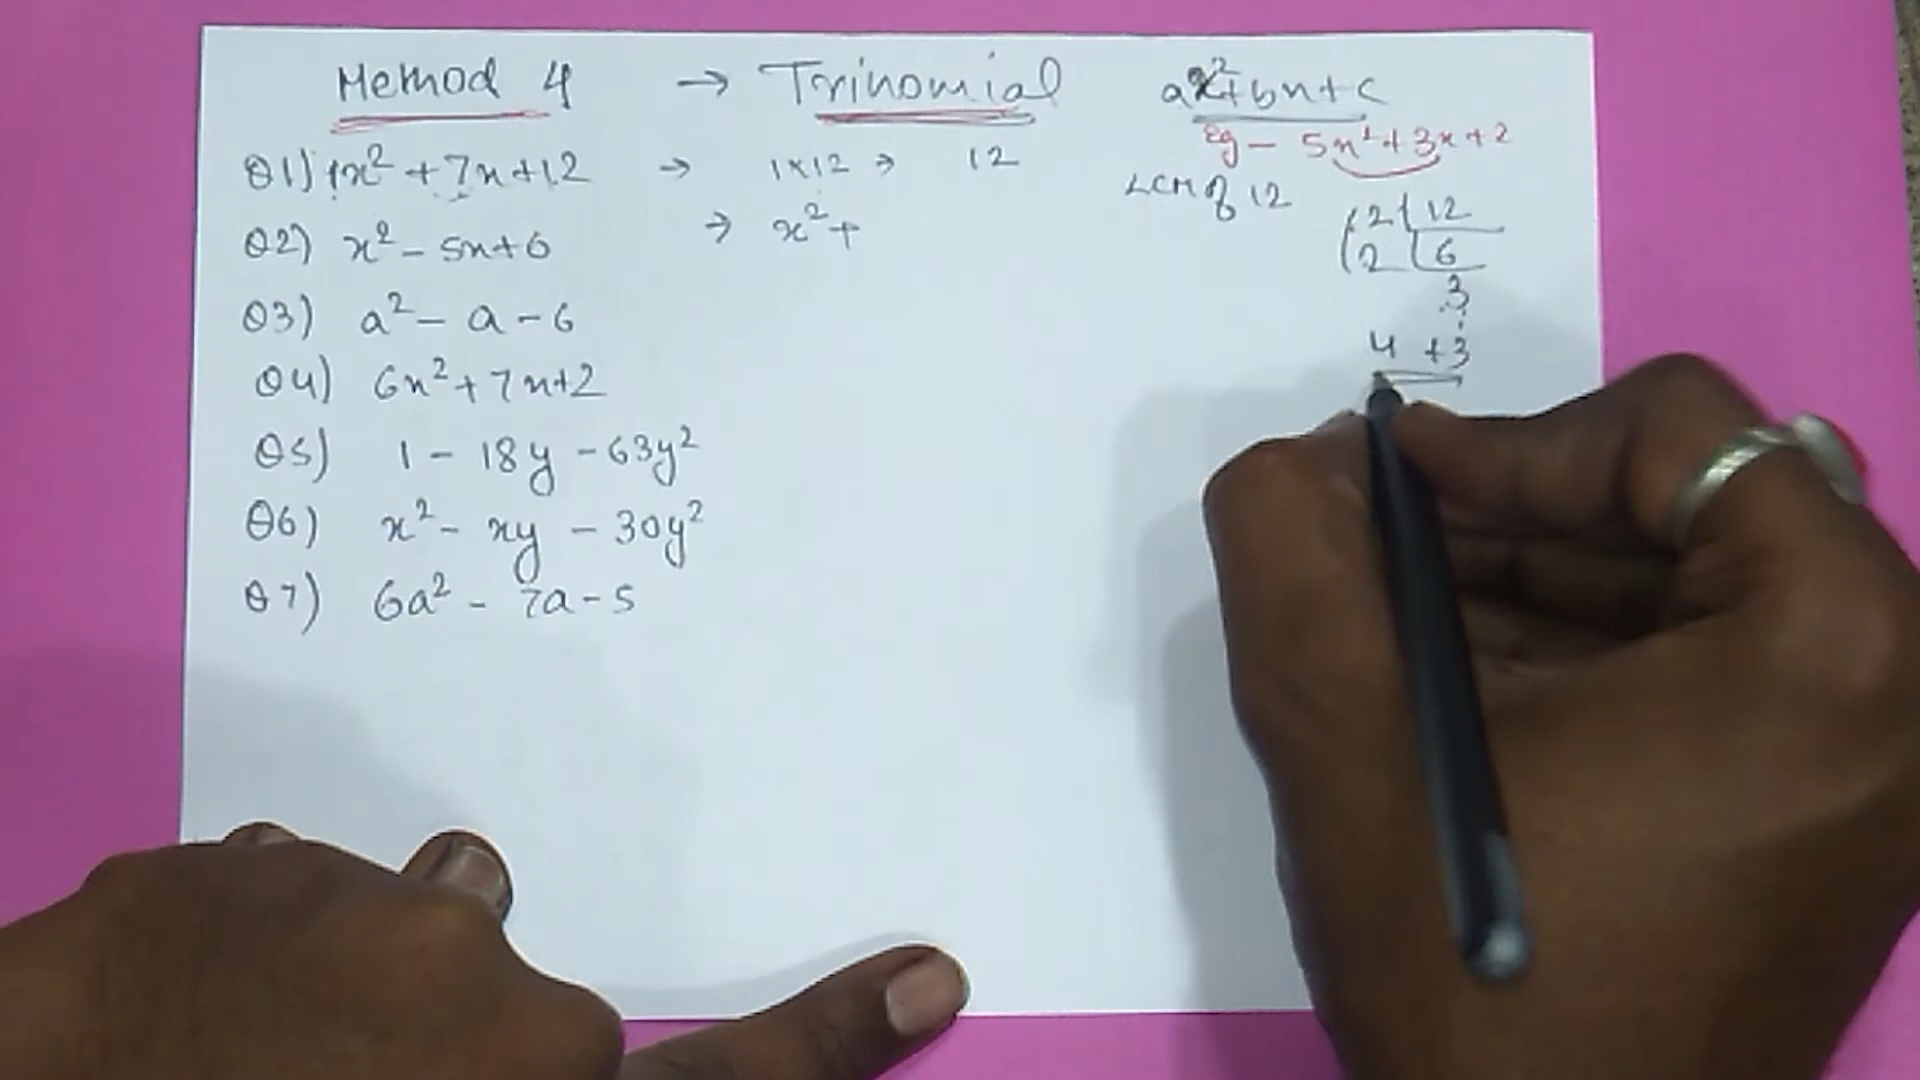 Method 4 → Trinomial ax²+bx+c
Eg – 5x²+3x+2
Q1) 1x²+7x+12 → 1×12 → 12
LCM of 12
2 12
2 6
3
4 +3
→ x²+
Q2) x²–5x+6
Q3) a²–a–6
Q4) 6x²+7x+2
Q5) 1–18y–63y²
Q6) x²–xy–30y²
Q7) 6a²–7a–5